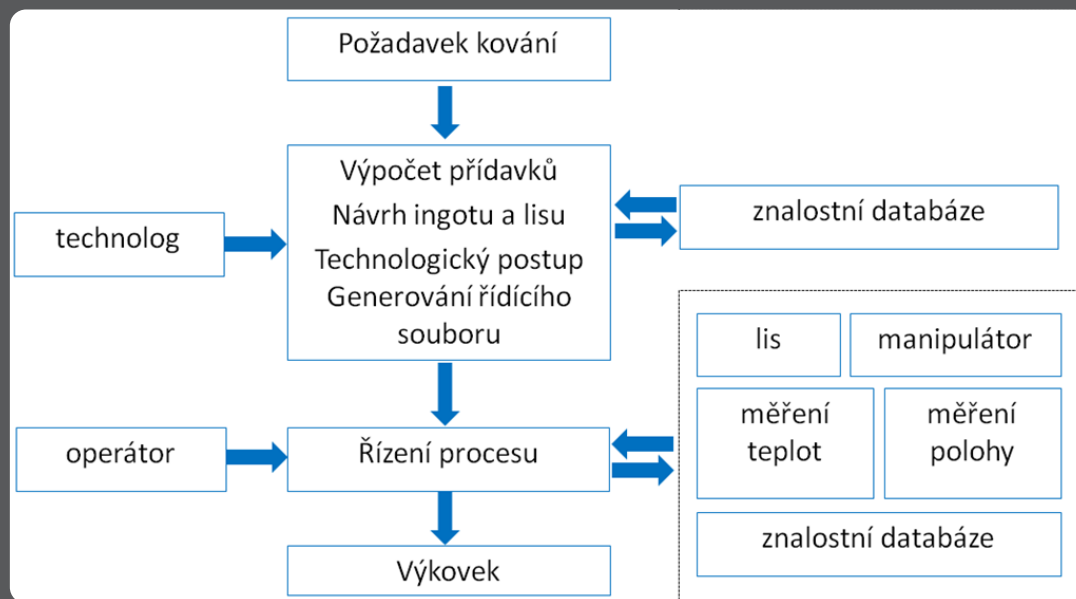 Požadavek kování
Výpočet přídavků
Návrh ingotu a lisu
Technologický postup
Generování řídícího
souboru
technolog
znalostní databáze
operátor
Řízení procesu
lis
manipulátor
měření
teplot
měření
polohy
znalostní databáze
Výkovek